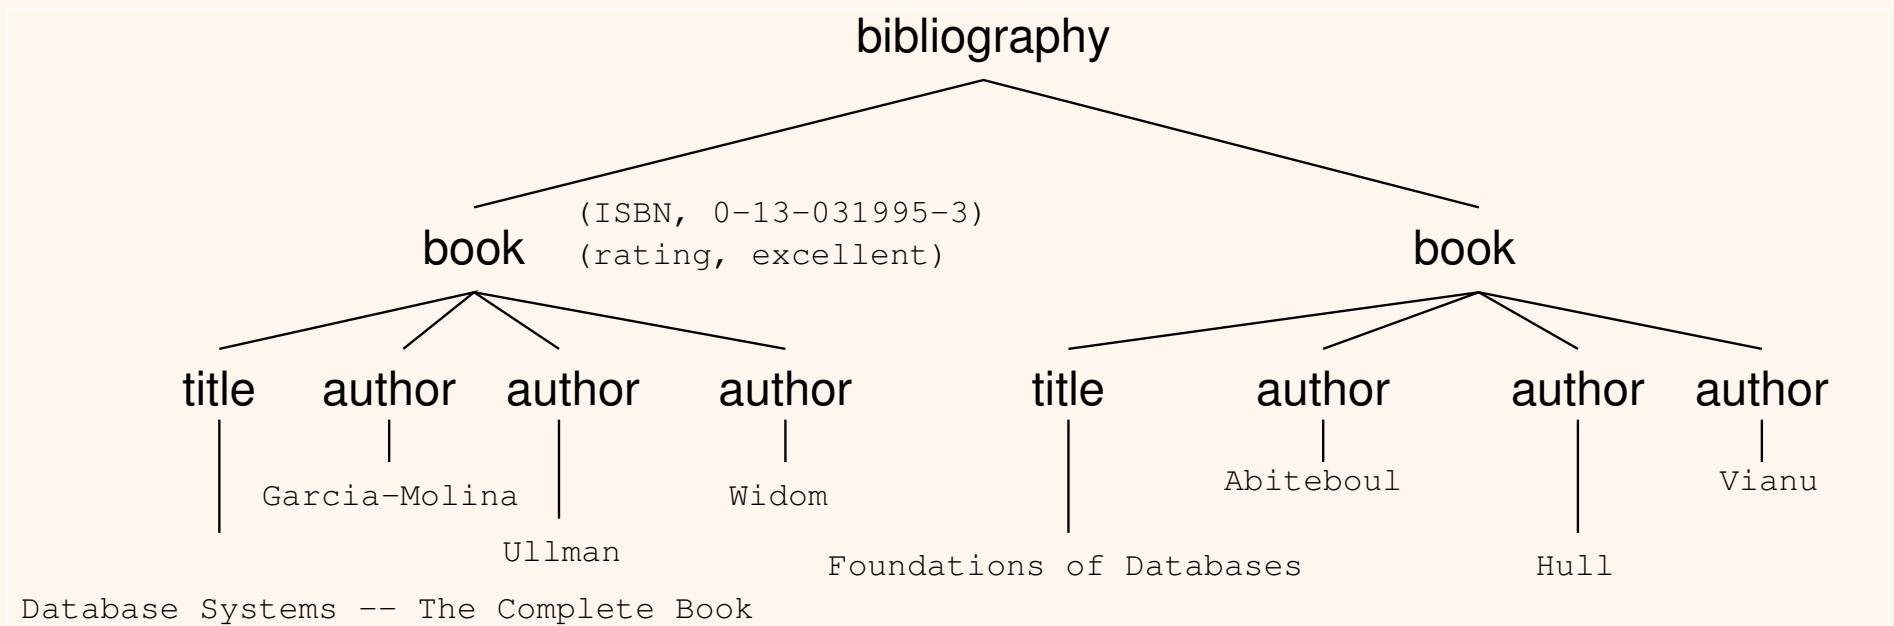 bibliography
(ISBN, 0-13-031995-3)
book
(rating, excellent)
book
title author author author title author author author
Garcia-Molina Widom Abiteboul Vianu
Ullman Foundations of Databases Hull
Database Systems -- The Complete Book